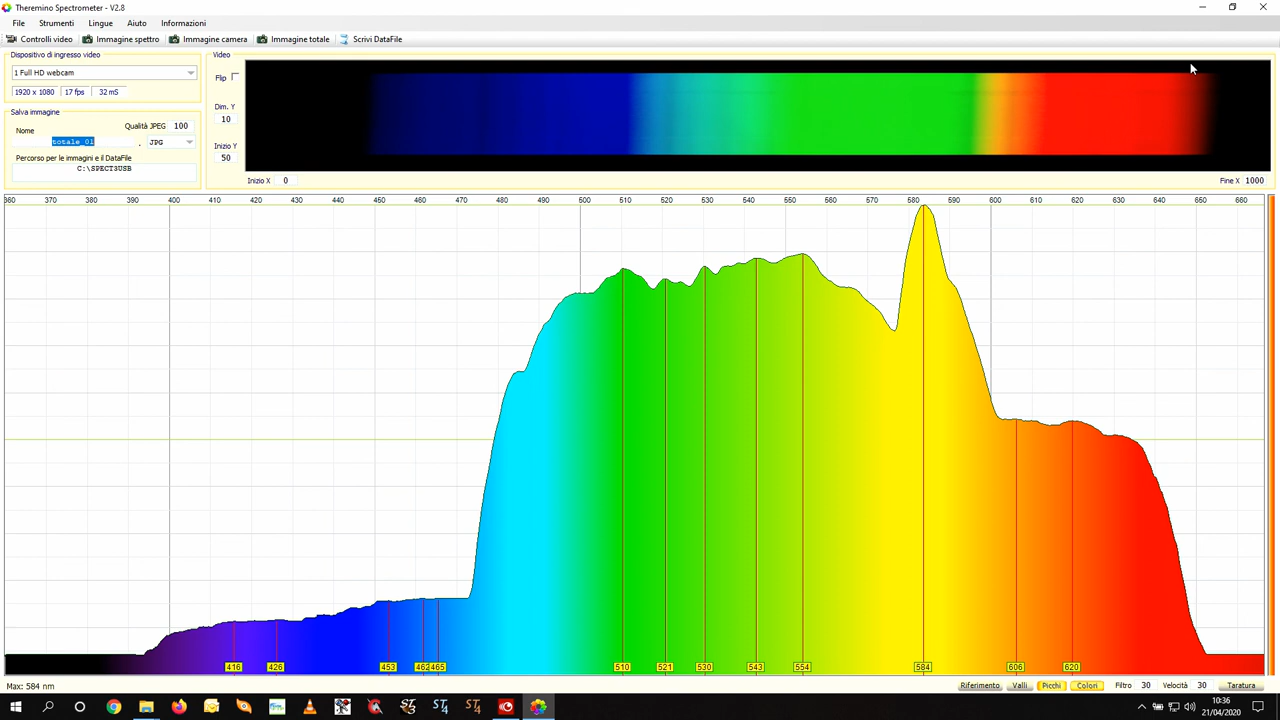 Theremino Spectrometer - V2.8
File Strumenti Lingue Aiuto Informazioni
Controlli video Immagine spettro Immagine camera Immagine totale Scrivi DataFile
Dispositivo di ingresso video
1 Full HD webcam
1920 x 1080 17 fps 32 mS
Salva immagine
Nome
Qualità JPEG 100
totale_01 . JPG
Percorso per le immagini e il DataFile
C:\SPECT3USB
Video
Flip
Dim. Y
10
Inizio Y
50
Inizio X 0 Fine X 1000
360 370 380 390 400 410 420 430 440 450 460 470 480 490 500 510 520 530 540 550 560 570 580 590 600 610 620 630 640 650 660
416 426 453 462 465 510 521 530 543 554 584 606 620
Max: 584 nm Riferimento Valli Picchi Colori Filtro 30 Velocità 30 Taratura
10:36
21/04/2020